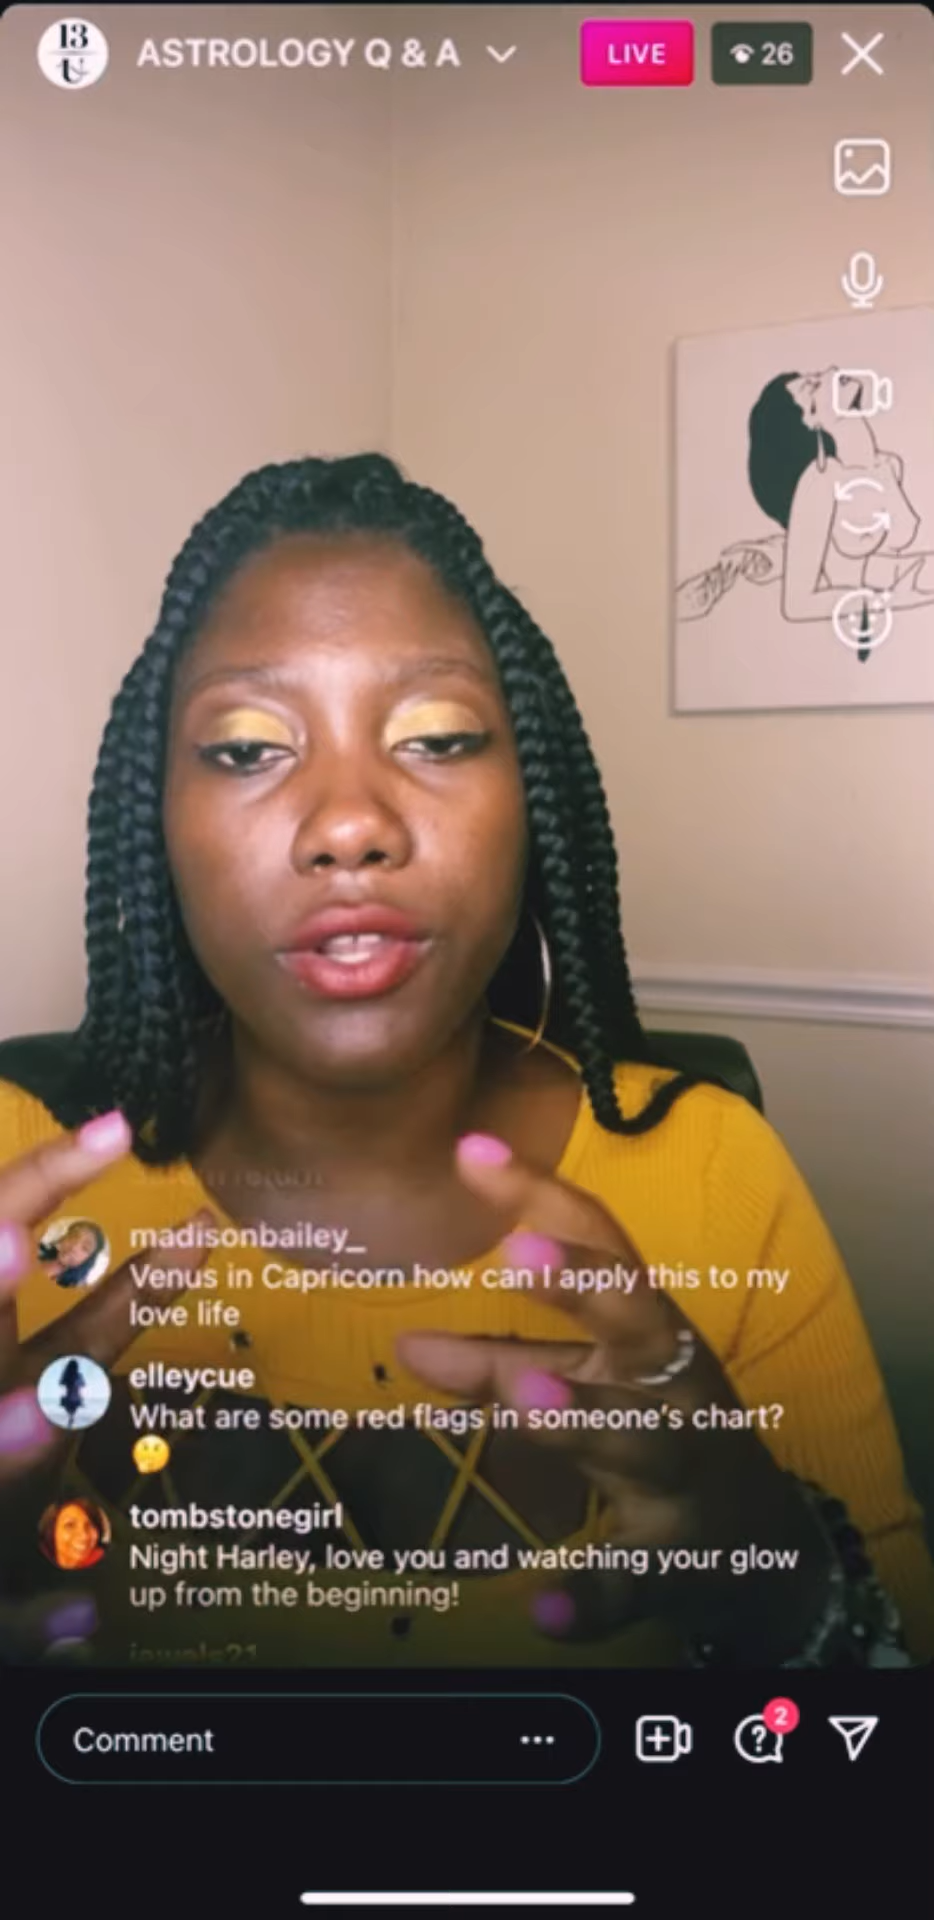 13
U
ASTROLOGY Q & A
LIVE
26
madisonbailey_
Venus in Capricorn how can I apply this to my
love life
elleycue
What are some red flags in someone's chart?
🤔
tombstonegirl
Night Harley, love you and watching your glow
up from the beginning!
jewels21
Comment
2